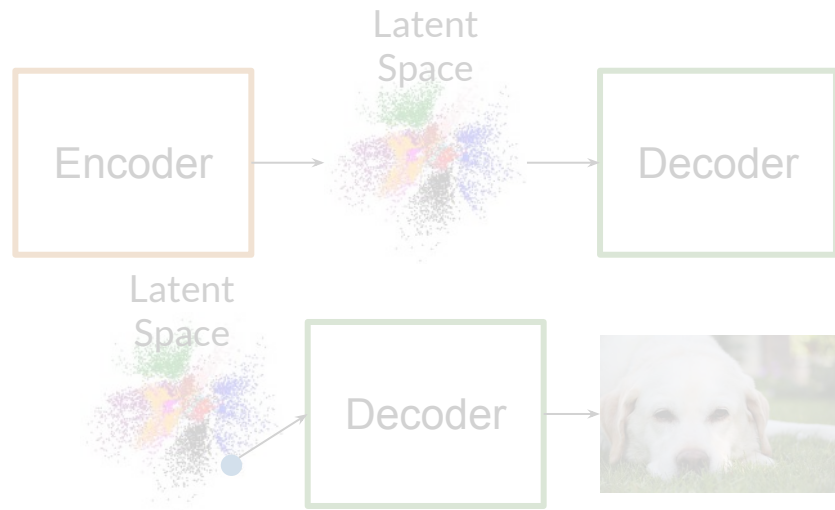 Latent
Space
Encoder
Decoder
Latent
Space
Decoder